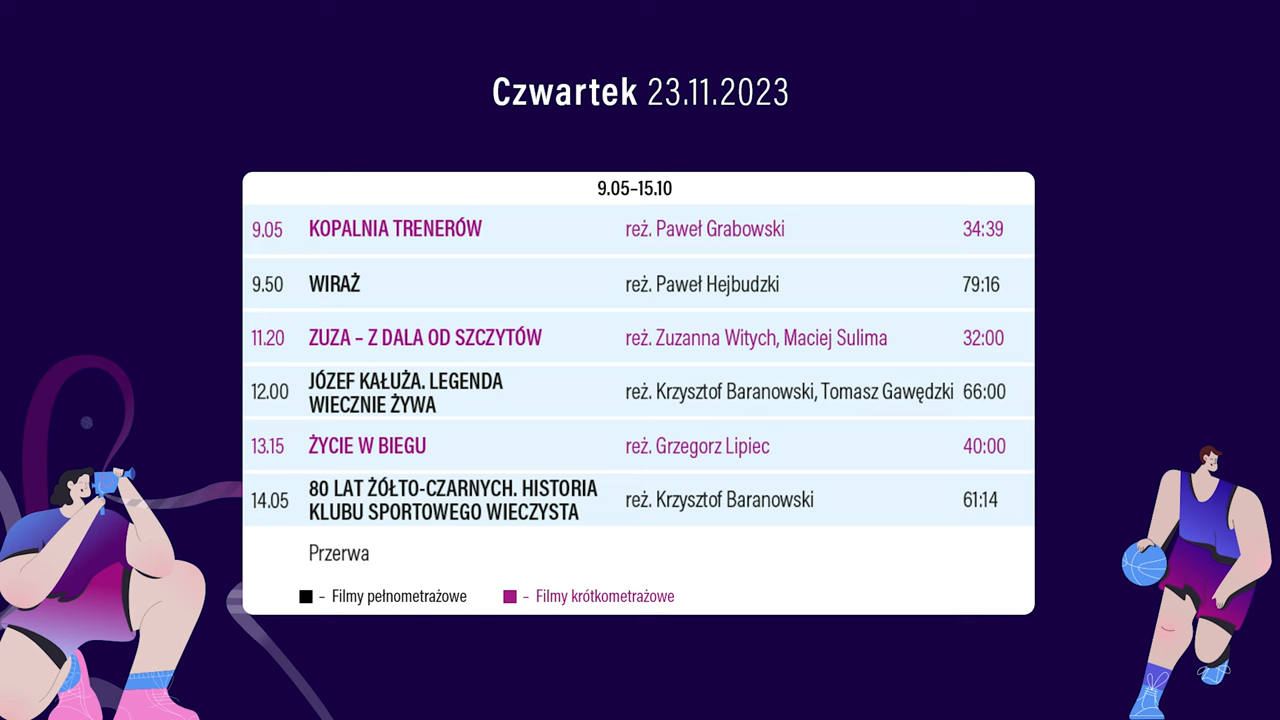 Czwartek 23.11.2023
9.05–15.10
9.05 KOPALNIA TRENERÓW reż. Paweł Grabowski 34:39
9.50 WIRAŻ reż. Paweł Hejbudzki 79:16
11.20 ZUZA – Z DALA OD SZCZYTÓW reż. Zuzanna Witych, Maciej Sulima 32:00
12.00 JÓZEF KAŁUŻA. LEGENDA
WIECZNIE ŻYWA reż. Krzysztof Baranowski, Tomasz Gawędzki 66:00
13.15 ŻYCIE W BIEGU reż. Grzegorz Lipiec 40:00
14.05 80 LAT ŻÓŁTO-CZARNYCH. HISTORIA
KLUBU SPORTOWEGO WIECZYSTA reż. Krzysztof Baranowski 61:14
Przerwa
– Filmy pełnometrażowe – Filmy krótkometrażowe